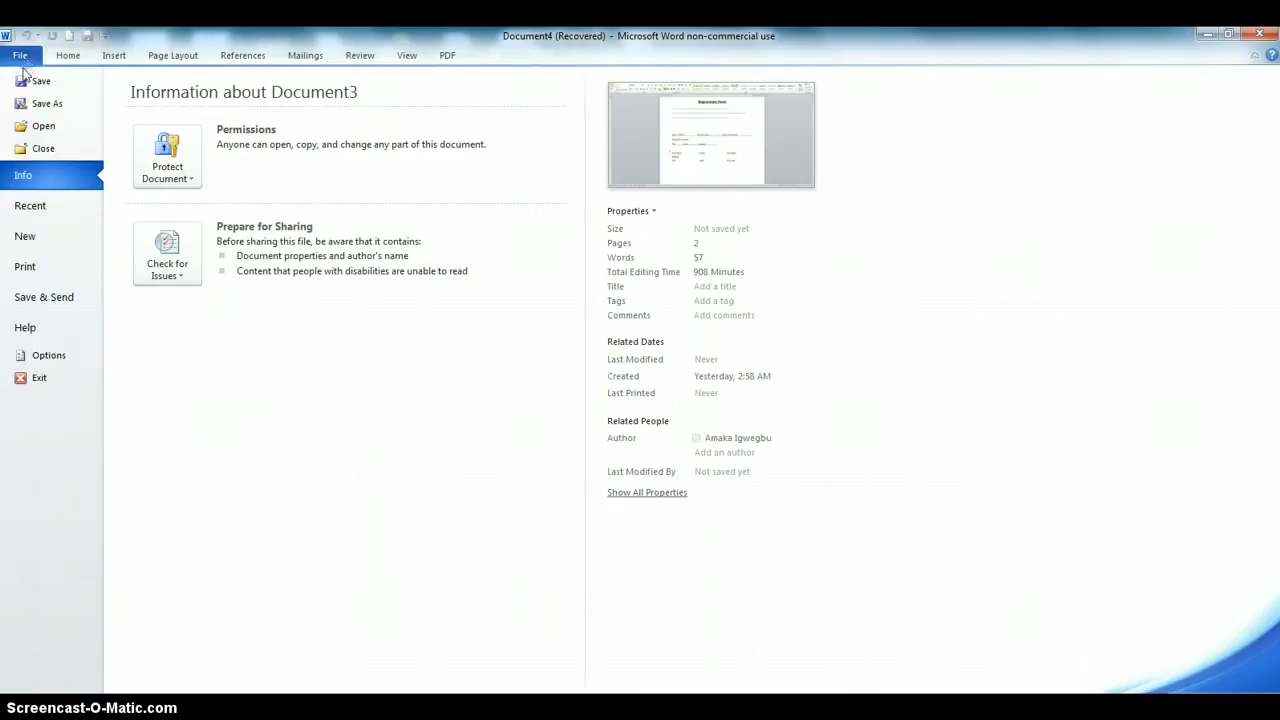 Document4 (Recovered) - Microsoft Word non-commercial use
File Home Insert Page Layout References Mailings Review View PDF
Save
Save As
Open
Close
Info
Recent
New
Print
Save & Send
Help
Options
Exit
Information about Document3
Protect
Document
Permissions
Anyone can open, copy, and change any part of this document.
Check for
Issues
Prepare for Sharing
Before sharing this file, be aware that it contains:
Document properties and author's name
Content that people with disabilities are unable to read
Properties
Size Not saved yet
Pages 2
Words 57
Total Editing Time 908 Minutes
Title Add a title
Tags Add a tag
Comments Add comments
Related Dates
Last Modified Never
Created Yesterday, 2:58 AM
Last Printed Never
Related People
Author Amaka Igwegbu
Add an author
Last Modified By Not saved yet
Show All Properties
Screencast-O-Matic.com